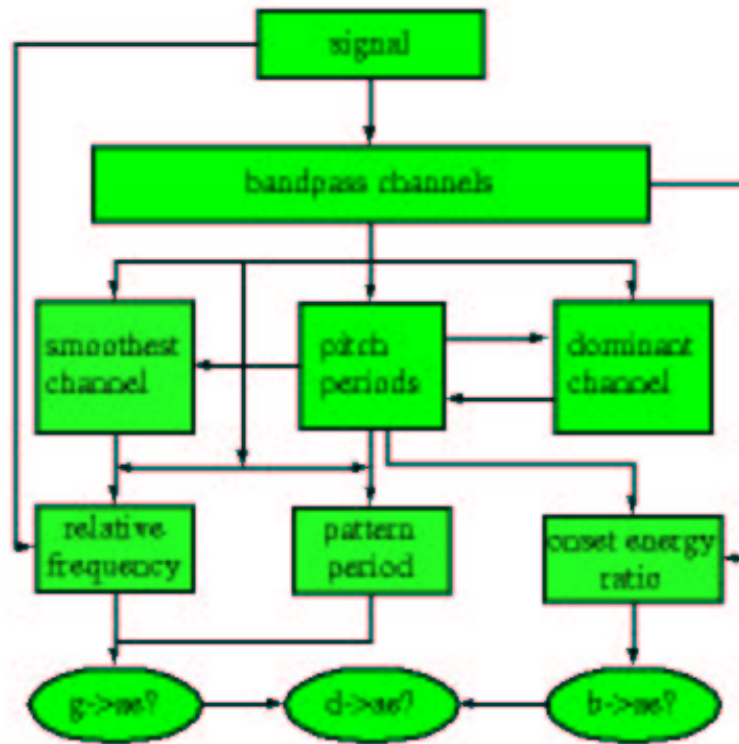 signal
bandpass channels
smoothest
channel
pitch
periods
dominant
channel
relative
frequency
pattern
period
onset energy
ratio
g->ae?
d->ae?
b->ae?